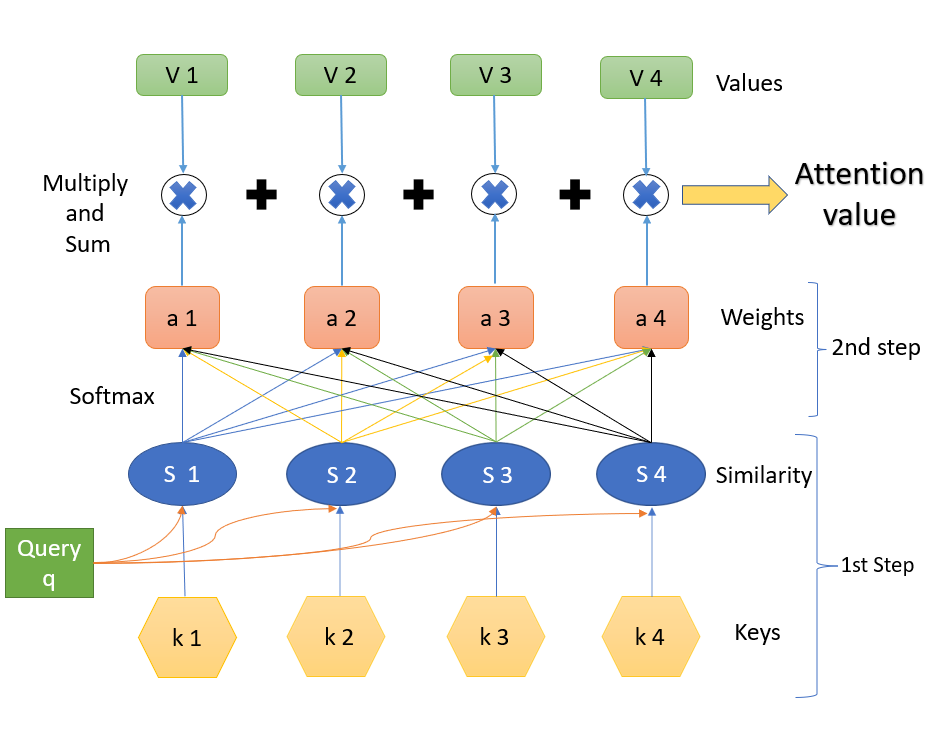 V 1 V 2 V 3 V 4 Values
Multiply
and
Sum
Attention
value
a 1 a 2 a 3 a 4 Weights
2nd step
Softmax
S 1 S 2 S 3 S 4 Similarity
Query
q
1st Step
k 1 k 2 k 3 k 4 Keys